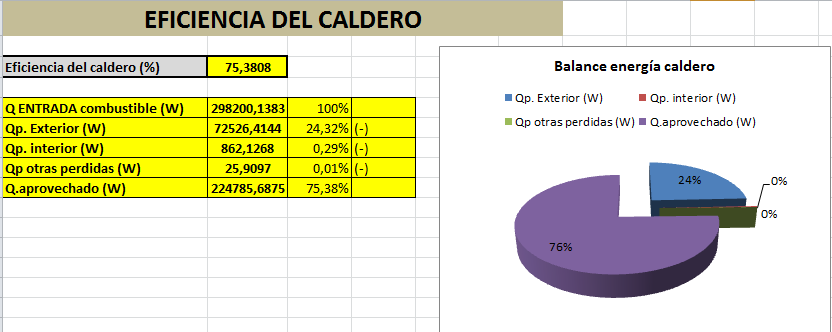 EFICIENCIA DEL CALDERO
Eficiencia del caldero (%) 75,3808
Q ENTRADA combustible (W) 298200,1383 100%
Qp. Exterior (W) 72526,4144 24,32% (-)
Qp. interior (W) 862,1268 0,29% (-)
Qp otras perdidas (W) 25,9097 0,01% (-)
Q.aprovechado (W) 224785,6875 75,38%
Balance energía caldero
Qp. Exterior (W) Qp. interior (W)
Qp otras perdidas (W) Q.aprovechado (W)
24%
0%
0%
76%